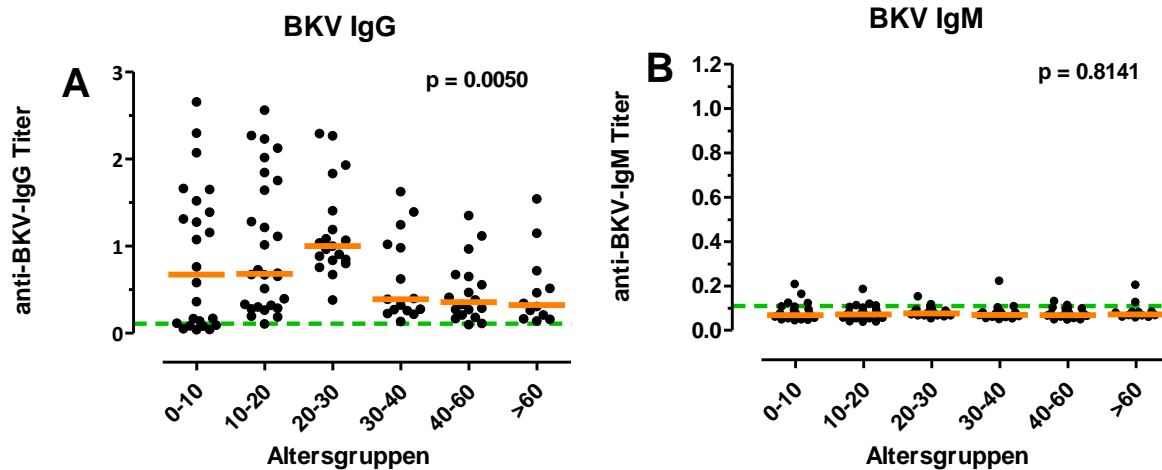 BKV IgG
A
p = 0.0050
anti-BKV-IgG Titer
3
2
1
0
0-10
10-20
20-30
30-40
40-60
>60
Altersgruppen
BKV IgM
B
p = 0.8141
anti-BKV-IgM Titer
1.2
1.0
0.8
0.6
0.4
0.2
0.0
0-10
10-20
20-30
30-40
40-60
>60
Altersgruppen